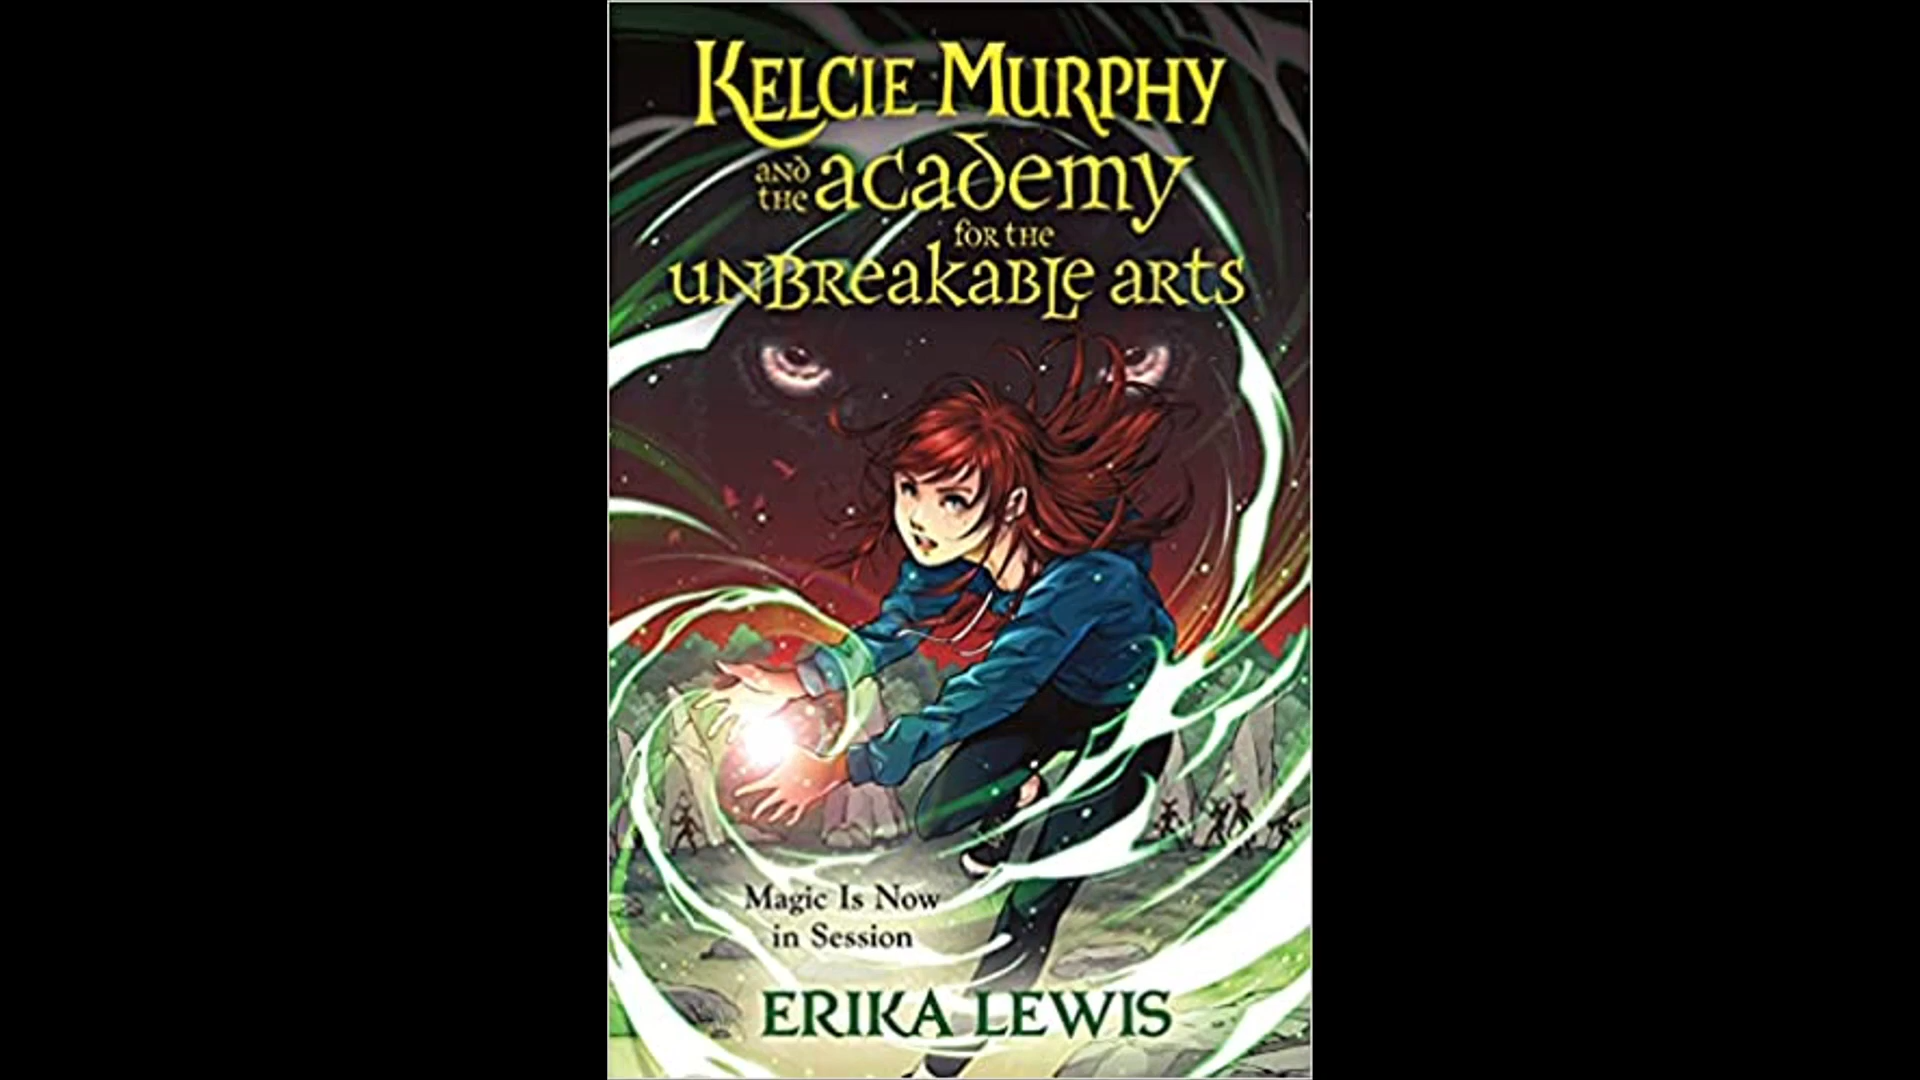 KELCIE MURPHY
AND THE academy
FOR THE
UNBreakaBLe arts
Magic Is Now
in Session
ERIKA LEWIS